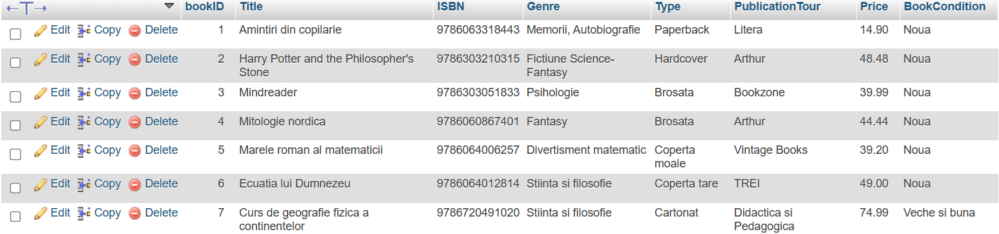 bookID Title ISBN Genre Type PublicationTour Price BookCondition
Edit Copy Delete 1 Amintiri din copilarie 9786063318443 Memorii, Autobiografie Paperback Litera 14.90 Noua
Edit Copy Delete 2 Harry Potter and the Philosopher's 9786303210315 Fictiune Science- Hardcover Arthur 48.48 Noua
Stone Fantasy
Edit Copy Delete 3 Mindreader 9786303051833 Psihologie Brosata Bookzone 39.99 Noua
Edit Copy Delete 4 Mitologie nordica 9786060867401 Fantasy Brosata Arthur 44.44 Noua
Edit Copy Delete 5 Marele roman al matematicii 9786064006257 Divertisment matematic Coperta Vintage Books 39.20 Noua
moale
Edit Copy Delete 6 Ecuatia lui Dumnezeu 9786064012814 Stiinta si filosofie Coperta tare TREI 49.00 Noua
Edit Copy Delete 7 Curs de geografie fizica a 9786720491020 Stiinta si filosofie Cartonat Didactica si 74.99 Veche si buna
continentelor Pedagogica